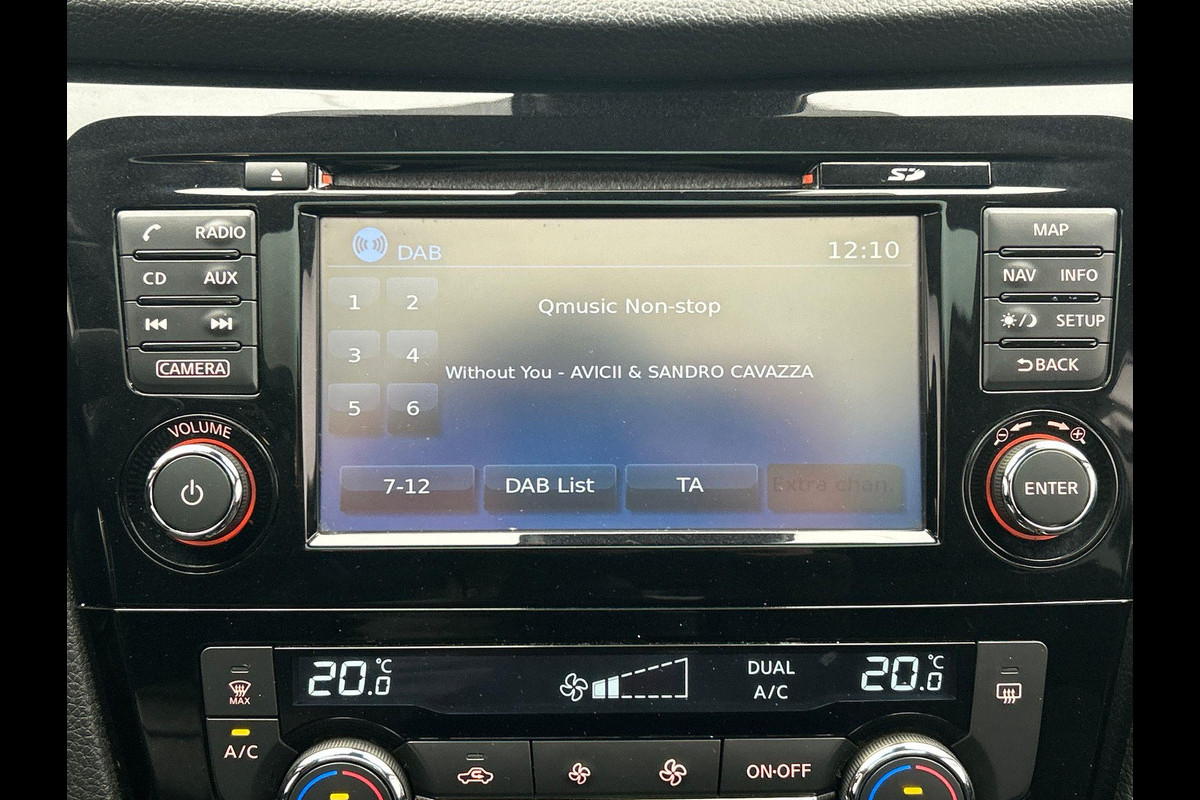 SD
RADIO
CD AUX
CAMERA
VOLUME
MAP
NAV INFO
SETUP
BACK
ENTER
DAB
12:10
1 2
Qmusic Non-stop
3 4
Without You - AVICII & SANDRO CAVAZZA
5 6
7-12
DAB List
TA
Extra chan.
20.0°C
DUAL
A/C
20.0°C
MAX
A/C
ON·OFF